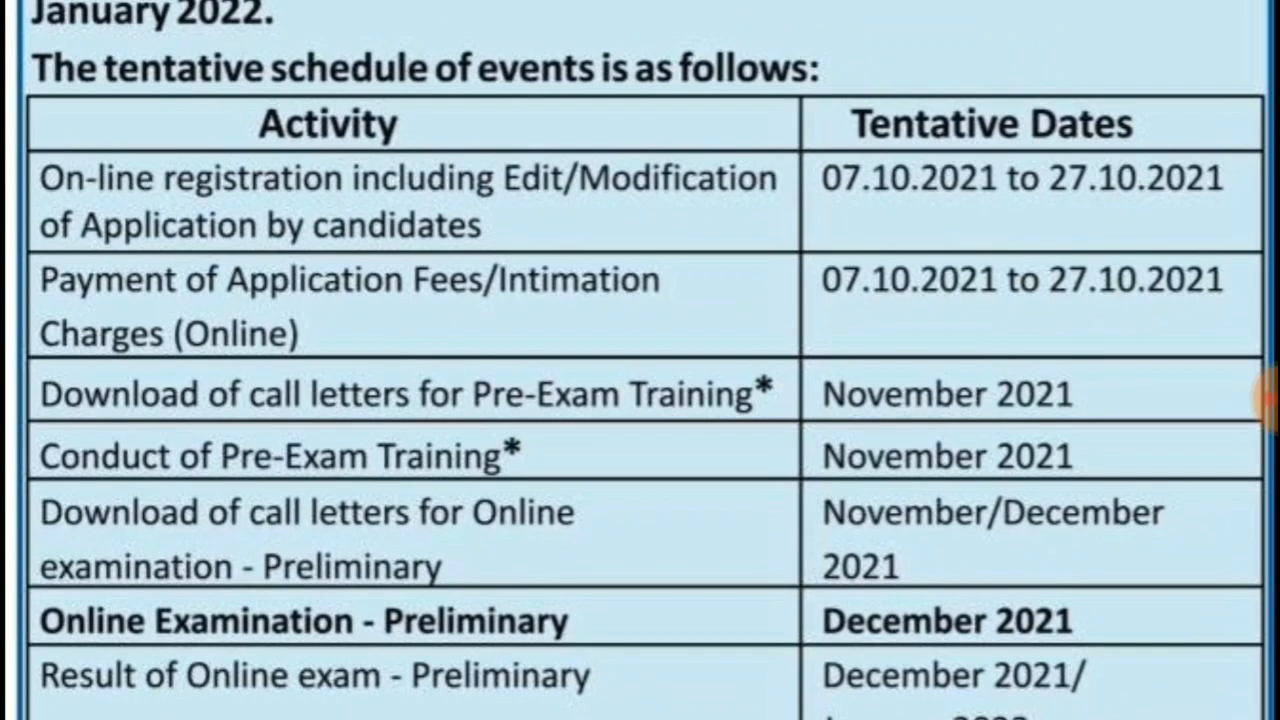 January 2022.
The tentative schedule of events is as follows:
Activity
Tentative Dates
On-line registration including Edit/Modification
of Application by candidates
07.10.2021 to 27.10.2021
Payment of Application Fees/Intimation
Charges (Online)
07.10.2021 to 27.10.2021
Download of call letters for Pre-Exam Training*
November 2021
Conduct of Pre-Exam Training*
November 2021
Download of call letters for Online
examination - Preliminary
November/December
2021
Online Examination - Preliminary
December 2021
Result of Online exam - Preliminary
December 2021/